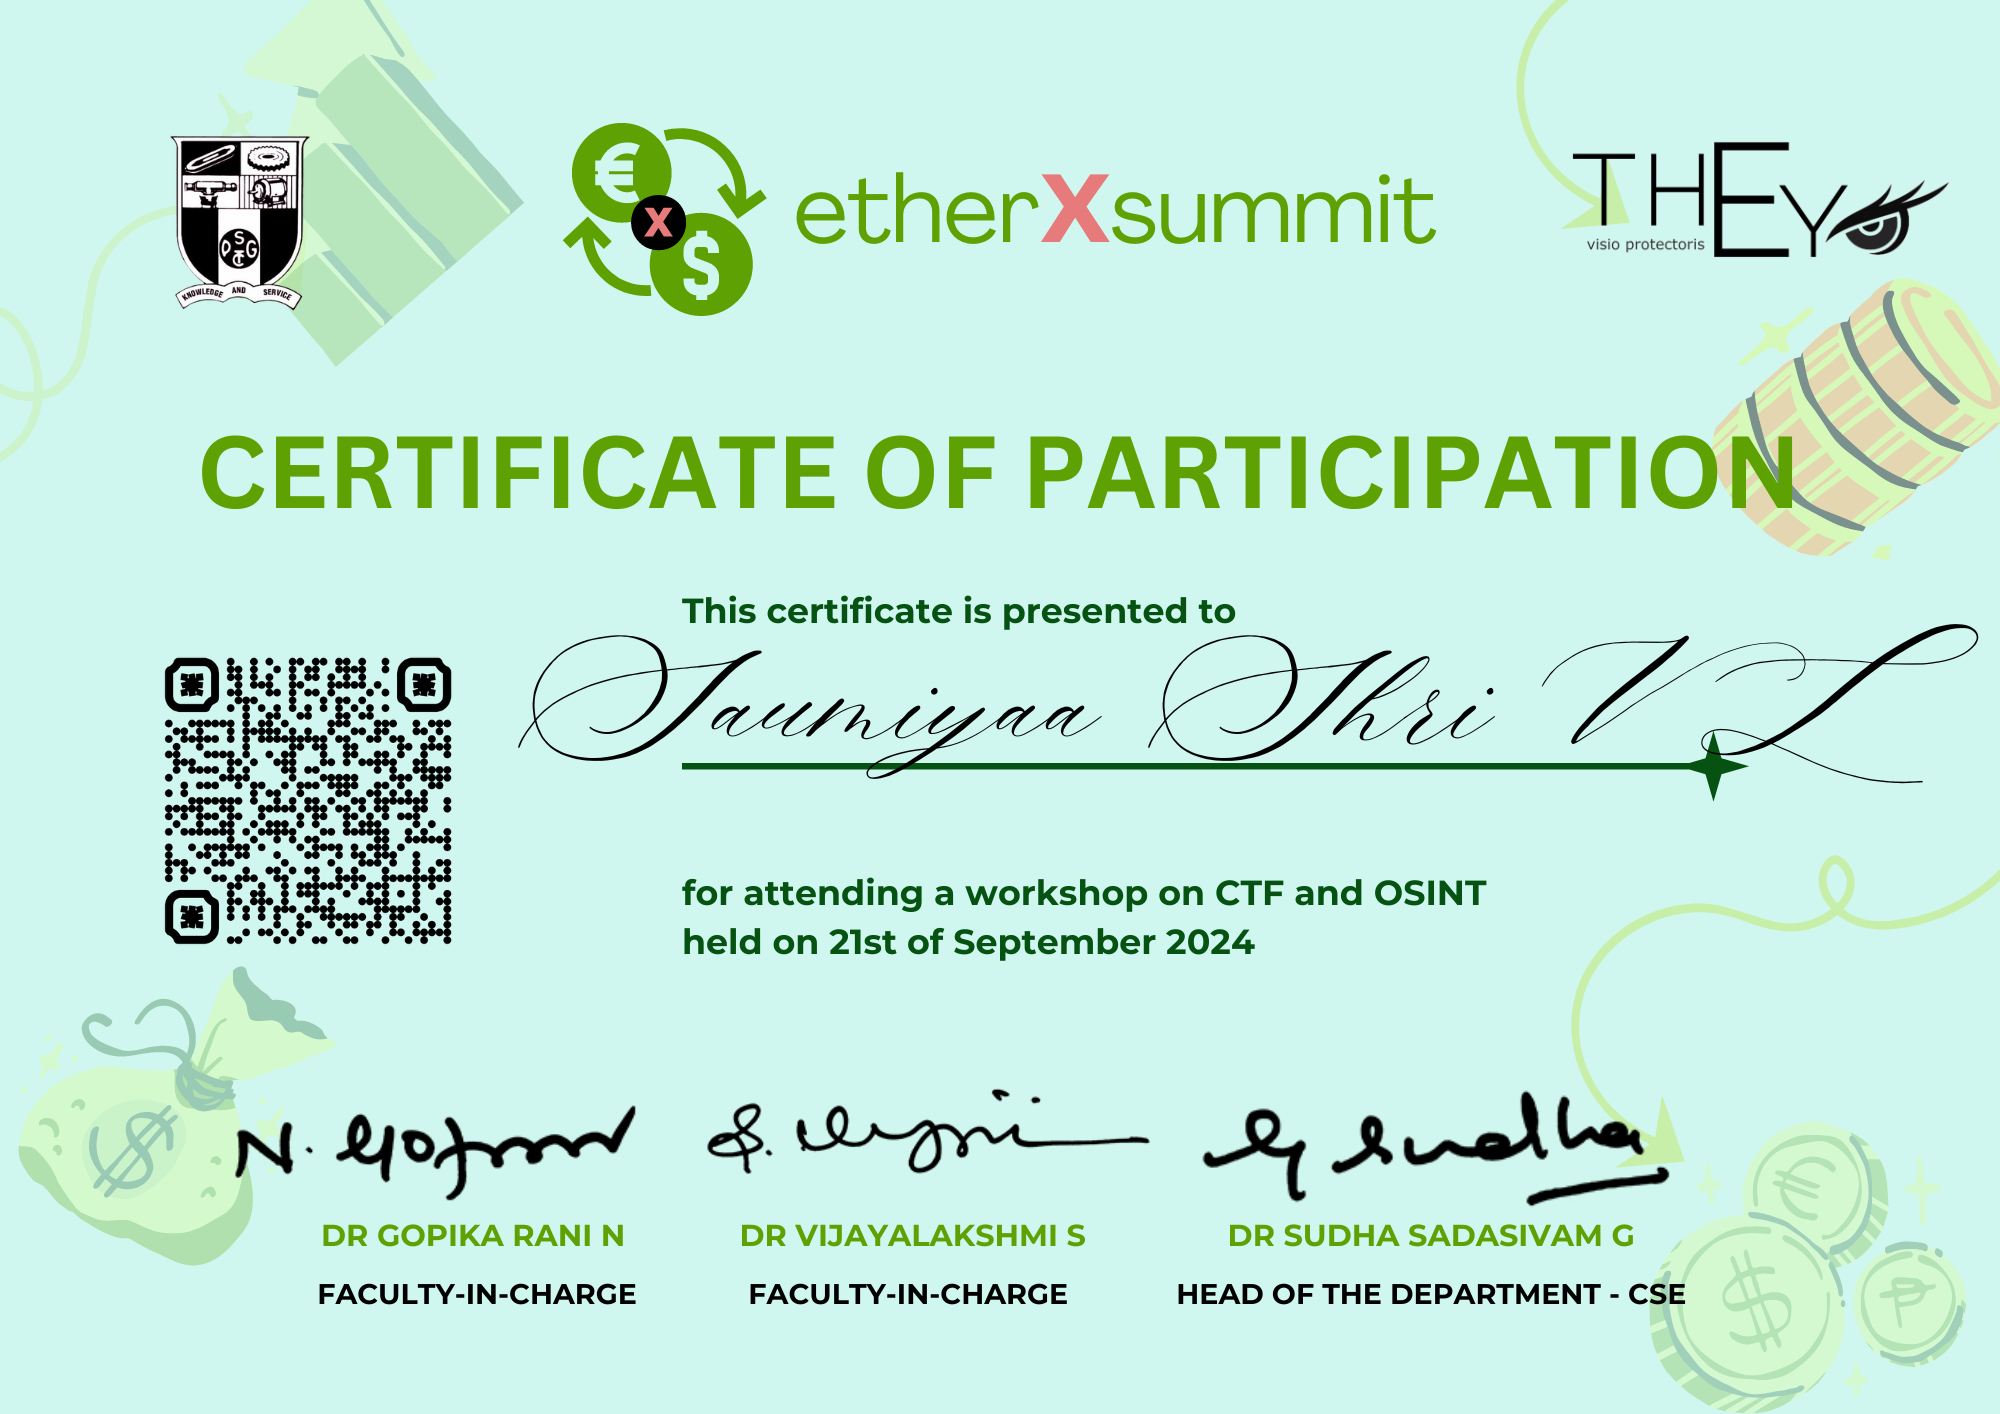 PSG
CT
KNOWLEDGE AND SERVICE
€
X
$
etherXsummit
THEY
visio protectoris
CERTIFICATE OF PARTICIPATION
This certificate is presented to
Saumiyaa Shri V L
for attending a workshop on CTF and OSINT
held on 21st of September 2024
$
N. Gopika
S. Vijayalakshmi
G Sudha
DR GOPIKA RANI N
DR VIJAYALAKSHMI S
DR SUDHA SADASIVAM G
FACULTY-IN-CHARGE
FACULTY-IN-CHARGE
HEAD OF THE DEPARTMENT - CSE
€
$
₱